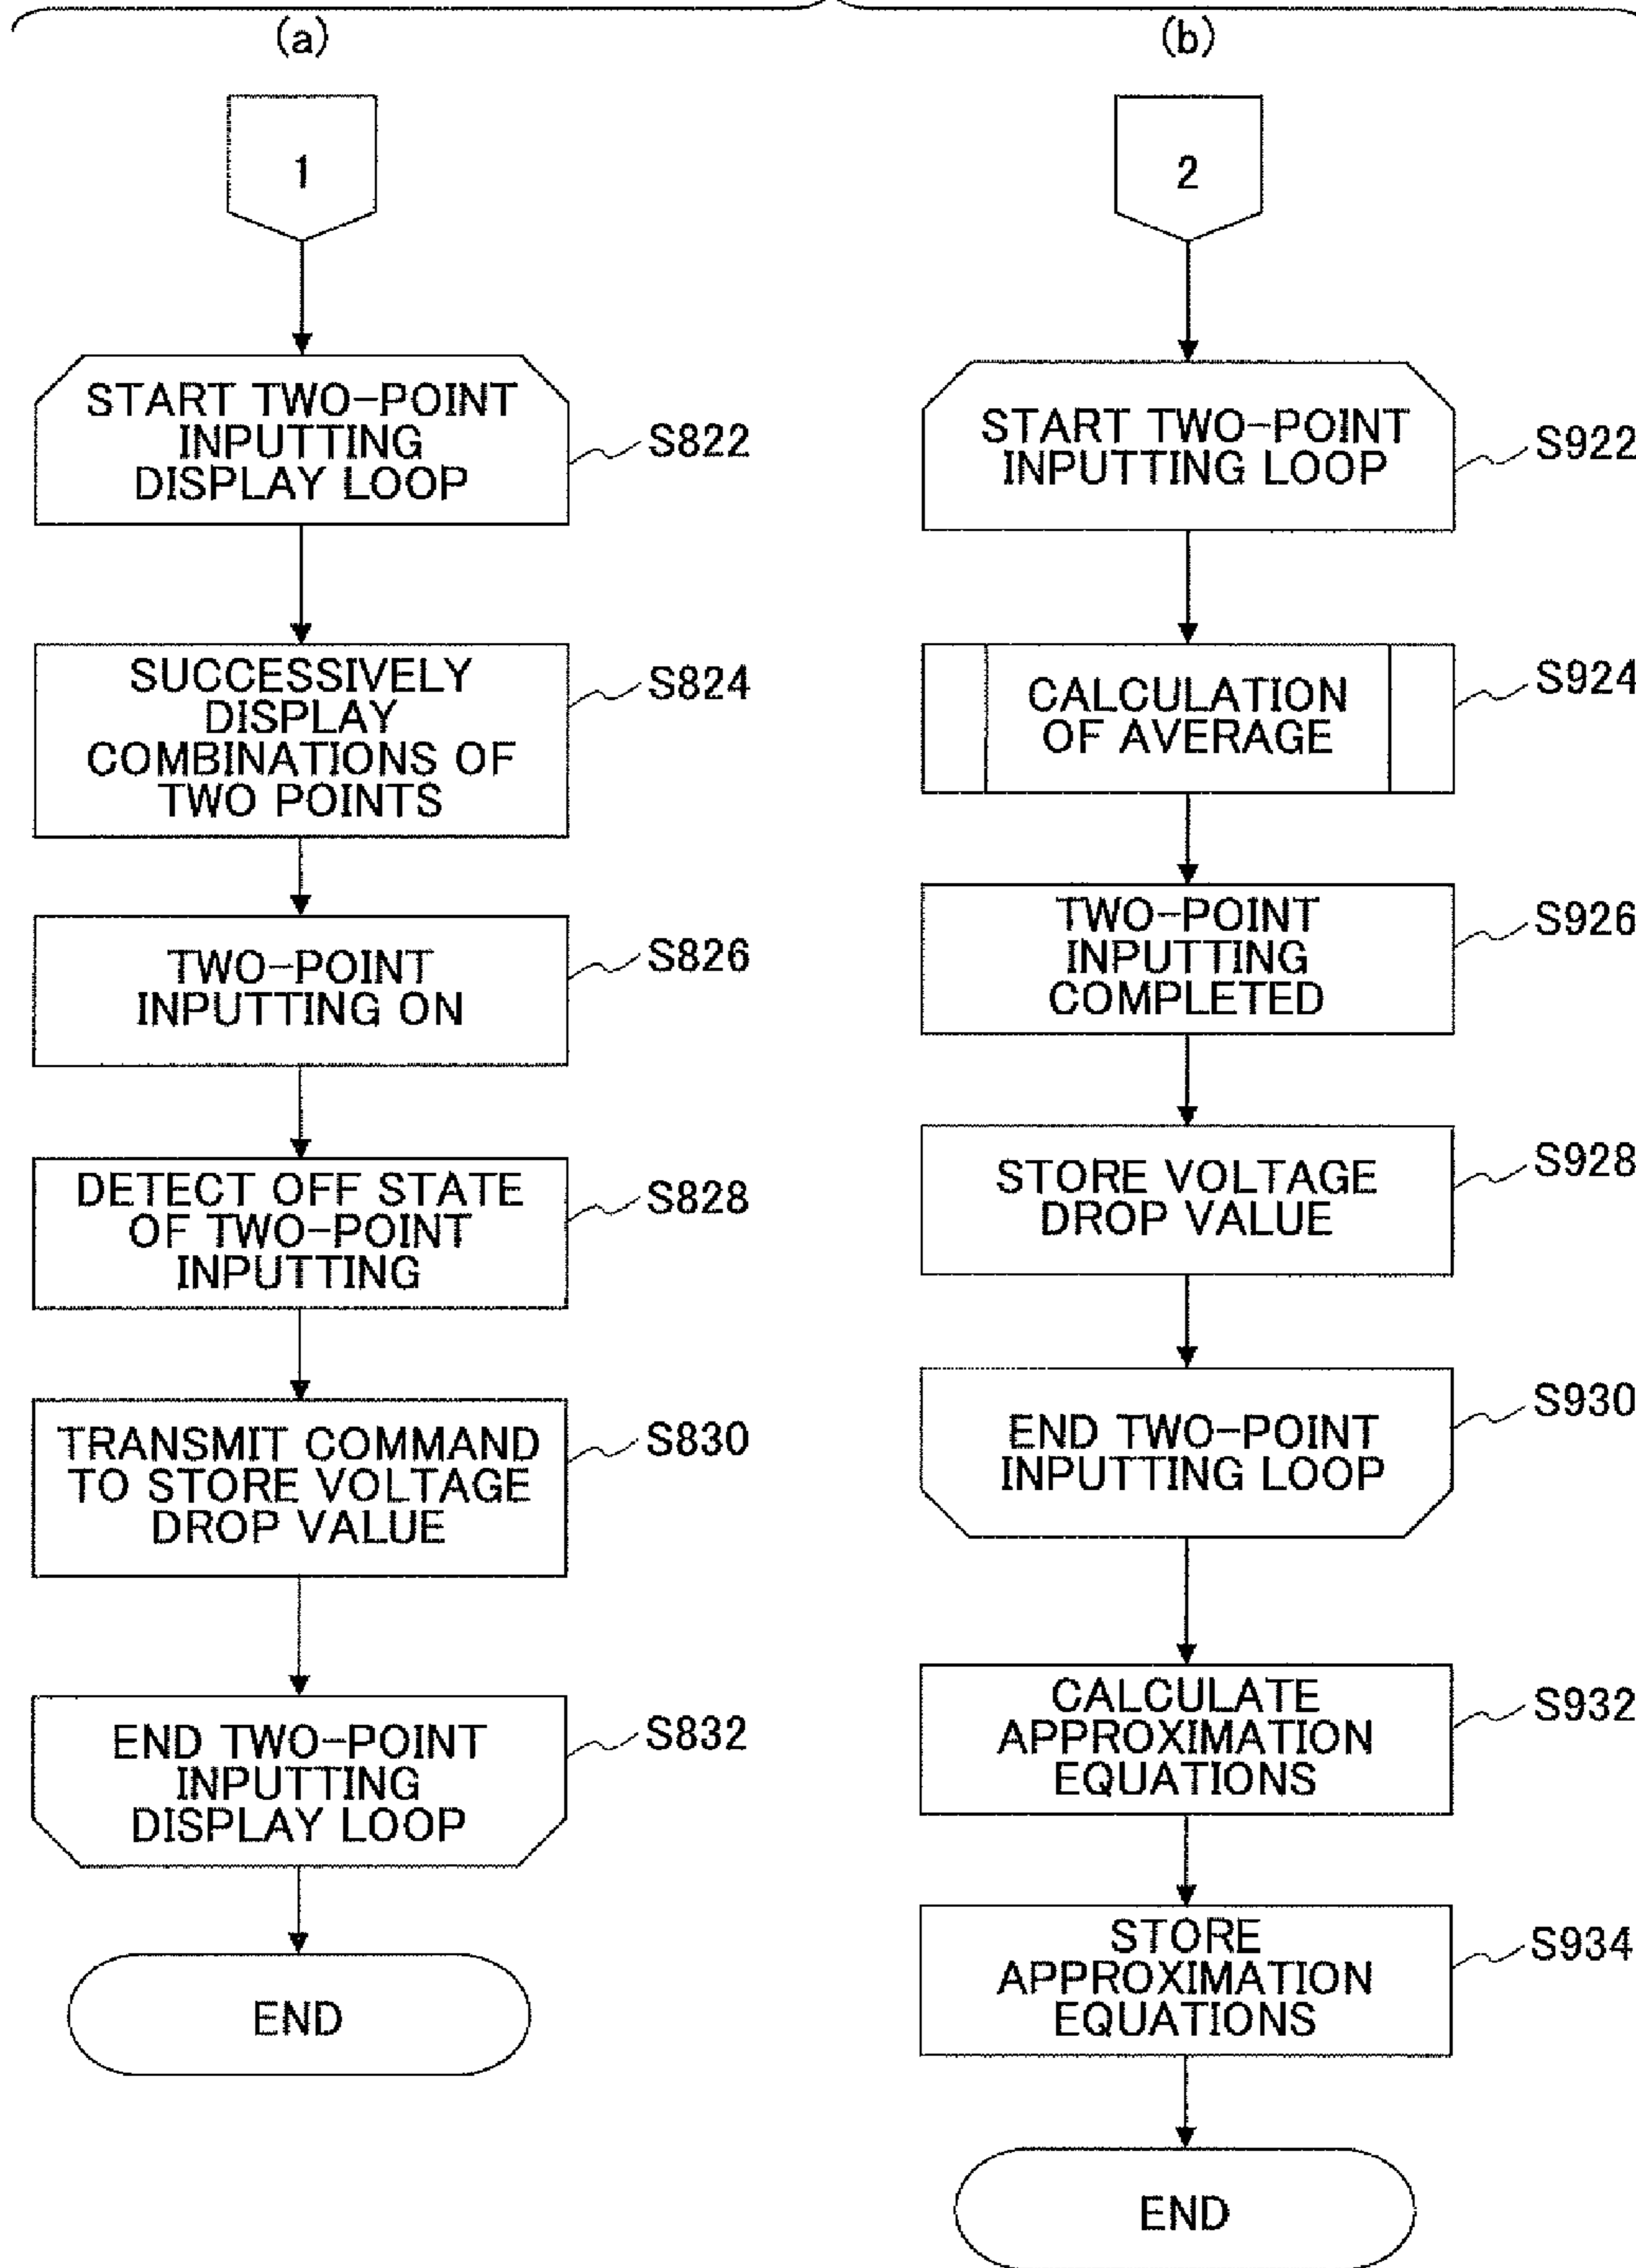 (a)
1
START TWO-POINT
INPUTTING
DISPLAY LOOP
S822
SUCCESSIVELY
DISPLAY
COMBINATIONS OF
TWO POINTS
S824
TWO-POINT
INPUTTING ON
S826
DETECT OFF STATE
OF TWO-POINT
INPUTTING
S828
TRANSMIT COMMAND
TO STORE VOLTAGE
DROP VALUE
S830
END TWO-POINT
INPUTTING
DISPLAY LOOP
S832
END
(b)
2
START TWO-POINT
INPUTTING LOOP
S922
CALCULATION
OF AVERAGE
S924
TWO-POINT
INPUTTING
COMPLETED
S926
STORE VOLTAGE
DROP VALUE
S928
END TWO-POINT
INPUTTING LOOP
S930
CALCULATE
APPROXIMATION
EQUATIONS
S932
STORE
APPROXIMATION
EQUATIONS
S934
END